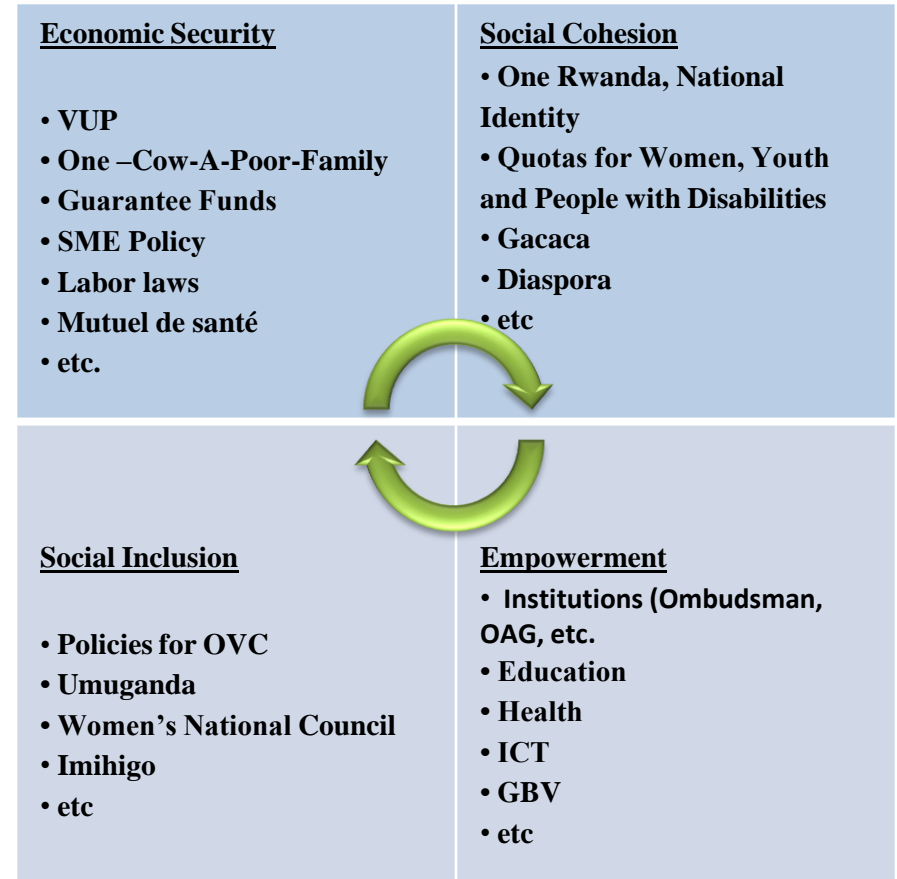 Economic Security
• VUP
• One –Cow-A-Poor-Family
• Guarantee Funds
• SME Policy
• Labor laws
• Mutuel de santé
• etc.
Social Cohesion
• One Rwanda, National
Identity
• Quotas for Women, Youth
and People with Disabilities
• Gacaca
• Diaspora
• etc
Social Inclusion
• Policies for OVC
• Umuganda
• Women’s National Council
• Imihigo
• etc
Empowerment
• Institutions (Ombudsman,
OAG, etc.
• Education
• Health
• ICT
• GBV
• etc